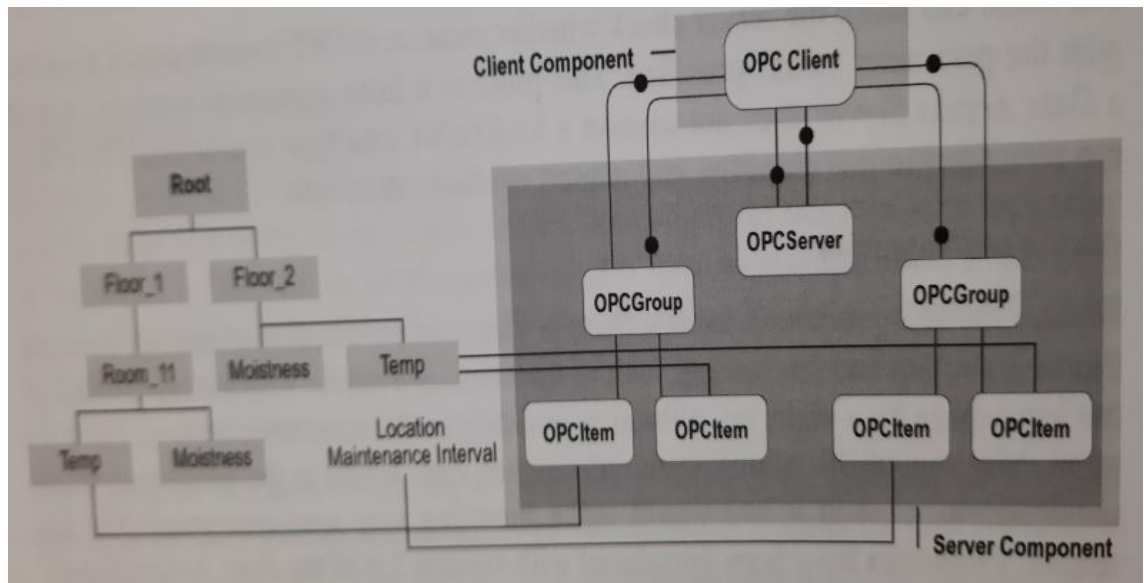 Client Component
OPC Client
Root
OPCServer
Floor_1
Floor_2
OPCGroup
OPCGroup
Room_11
Moistness
Temp
OPCItem
OPCItem
OPCItem
OPCItem
Location
Maintenance Interval
Temp
Moistness
Server Component